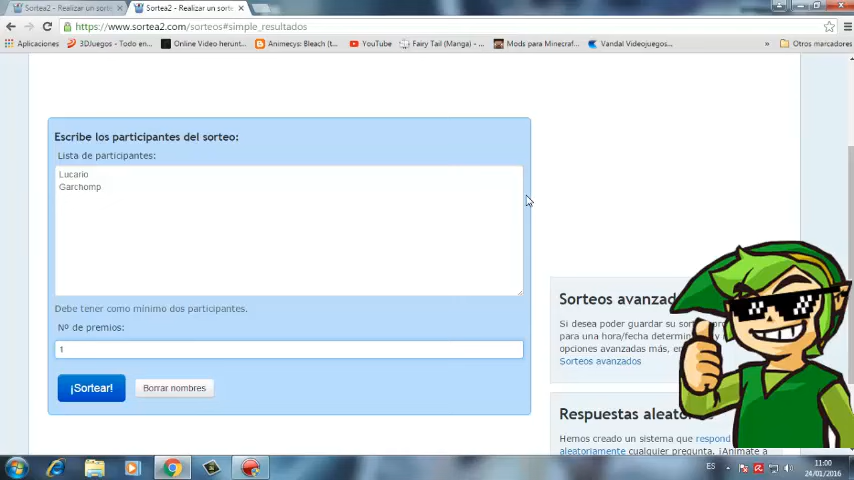 Sortea2 - Realizar un sort
Sortea2 - Realizar un sort
https://www.sortea2.com/sorteos#simple_resultados
Aplicaciones
3DJuegos - Todo en...
Online Video herunt...
Animecys: Bleach (t...
YouTube
Fairy Tail (Manga) - ...
Mods para Minecraf...
Vandal Videojuegos...
»
Otros marcadores
Escribe los participantes del sorteo:
Lista de participantes:
Lucario
Garchomp
Debe tener como mínimo dos participantes.
Nº de premios:
1
¡Sortear!
Borrar nombres
Sorteos avanzad
Si desea poder guardar su sort
para una hora/fecha determin
opciones avanzadas más, en
Sorteos avanzados
Respuestas aleato
Hemos creado un sistema que respond
aleatoriamente cualquier pregunta. ¡Anímate a
ES
11:00
24/01/2016